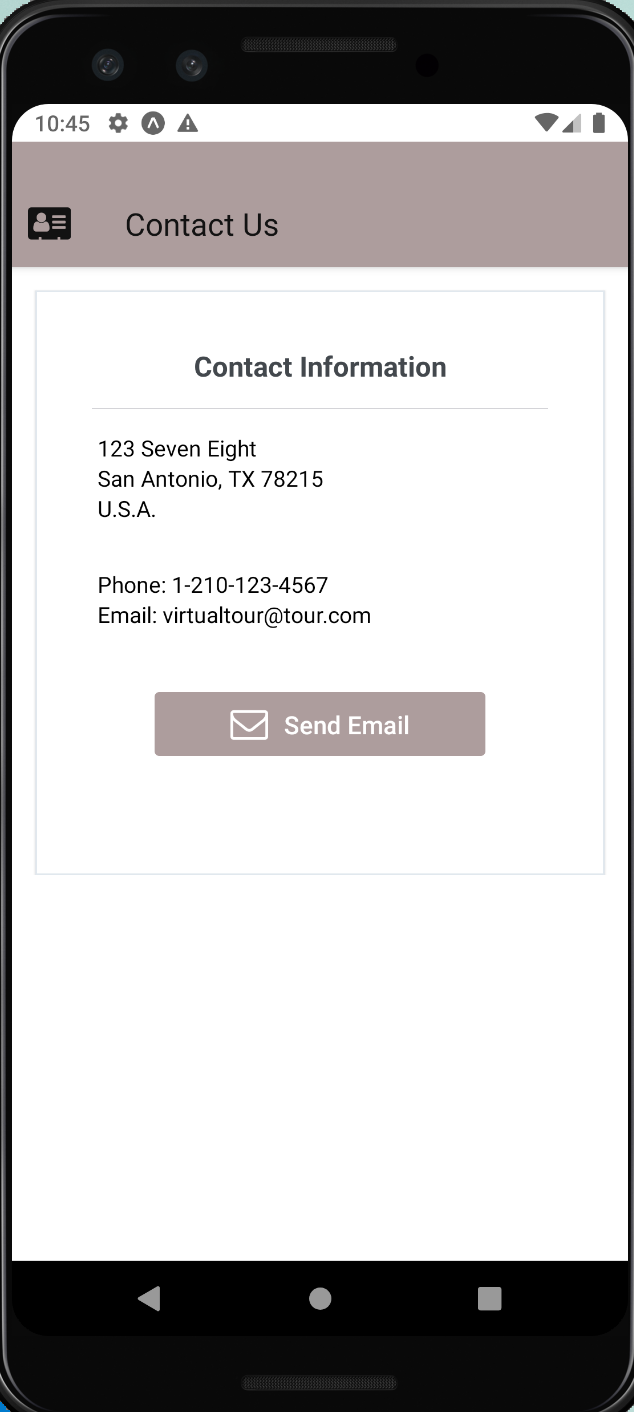 10:45
Contact Us
Contact Information
123 Seven Eight
San Antonio, TX 78215
U.S.A.
Phone: 1-210-123-4567
Email: virtualtour@tour.com
Send Email